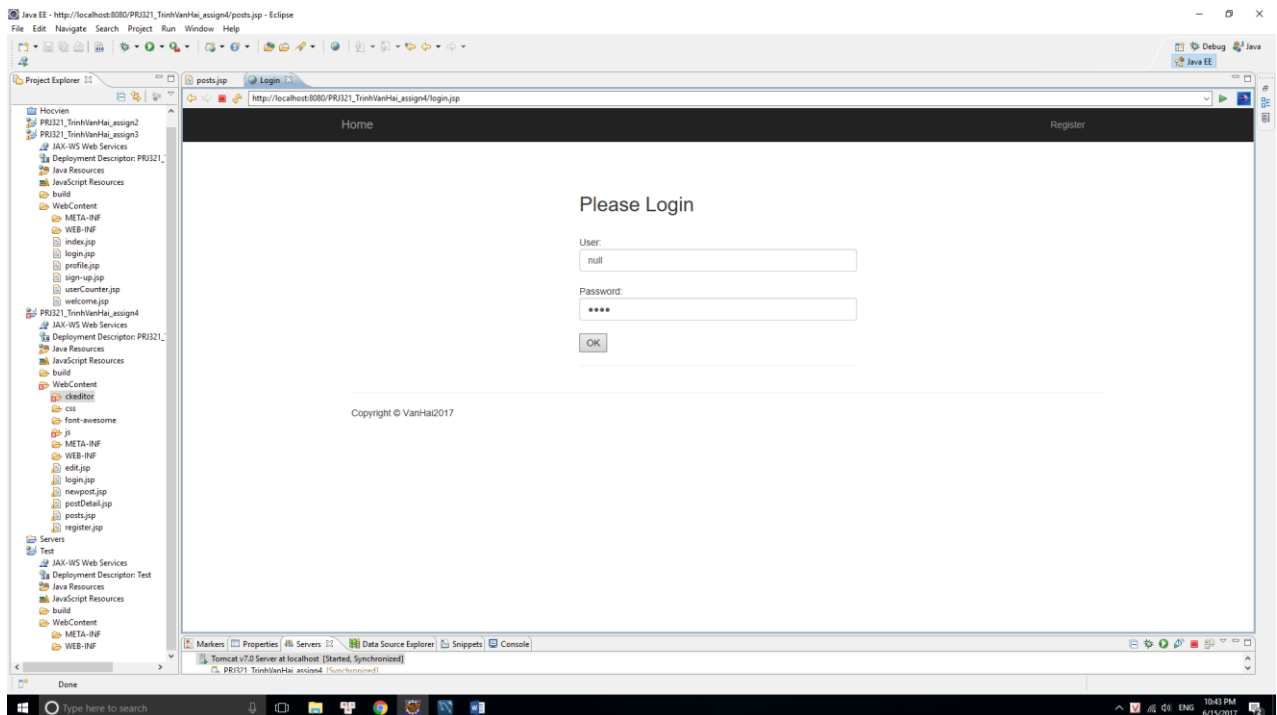 Java EE - http://localhost:8080/PRJ321_TrinhVanHai_assign4/posts.jsp - Eclipse
File Edit Navigate Search Project Run Window Help
Debug Java
Java EE
Project Explorer
posts.jsp Login
http://localhost:8080/PRJ321_TrinhVanHai_assign4/login.jsp
Hocvien
PRJ321_TrinhVanHai_assign2
PRJ321_TrinhVanHai_assign3
JAX-WS Web Services
Deployment Descriptor: PRJ321_
Java Resources
JavaScript Resources
build
WebContent
META-INF
WEB-INF
index.jsp
login.jsp
profile.jsp
sign-up.jsp
userCounter.jsp
welcome.jsp
PRJ321_TrinhVanHai_assign4
JAX-WS Web Services
Deployment Descriptor: PRJ321_
Java Resources
JavaScript Resources
build
WebContent
ckeditor
css
font-awesome
js
META-INF
WEB-INF
edit.jsp
login.jsp
newpost.jsp
postDetail.jsp
posts.jsp
register.jsp
Servers
Test
JAX-WS Web Services
Deployment Descriptor: Test
Java Resources
JavaScript Resources
build
WebContent
META-INF
WEB-INF
Home Register
Please Login
User:
null
Password:
OK
Copyright © VanHai2017
Markers Properties Servers Data Source Explorer Snippets Console
Tomcat v7.0 Server at localhost [Started, Synchronized]
PRJ321_TrinhVanHai_assign4 [Synchronized]
Done
Type here to search
ENG
10:43 PM
6/15/2017